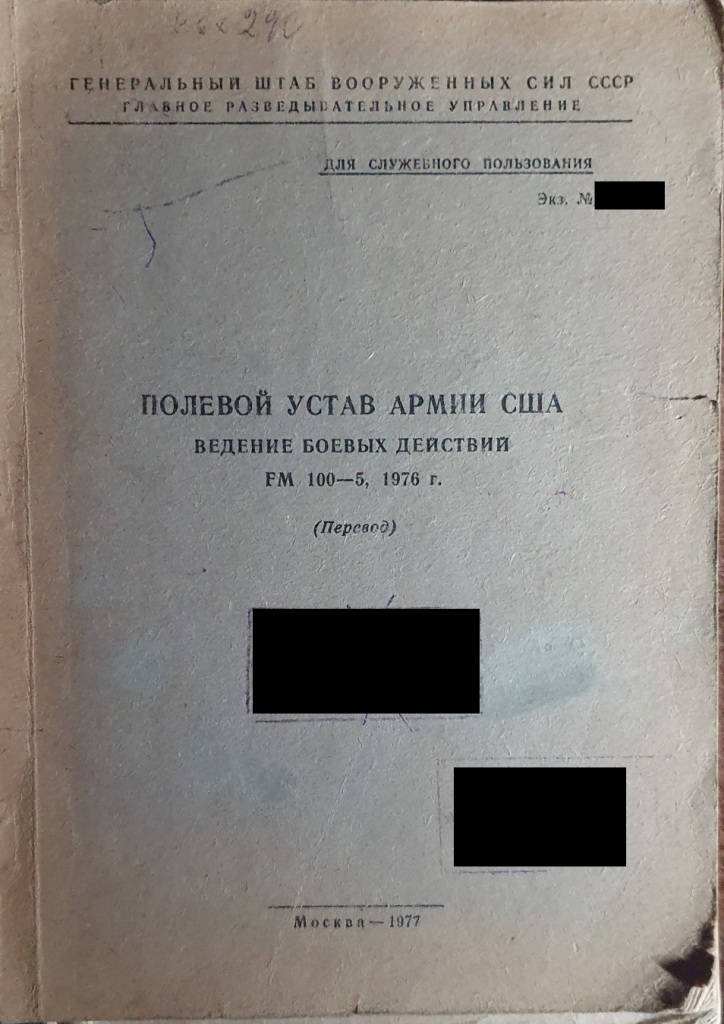 290
ГЕНЕРАЛЬНЫЙ ШТАБ ВООРУЖЕННЫХ СИЛ СССР
ГЛАВНОЕ РАЗВЕДЫВАТЕЛЬНОЕ УПРАВЛЕНИЕ
ДЛЯ СЛУЖЕБНОГО ПОЛЬЗОВАНИЯ
Экз. №
ПОЛЕВОЙ УСТАВ АРМИИ США
ВЕДЕНИЕ БОЕВЫХ ДЕЙСТВИЙ
FM 100—5, 1976 г.
(Перевод)
Москва — 1977